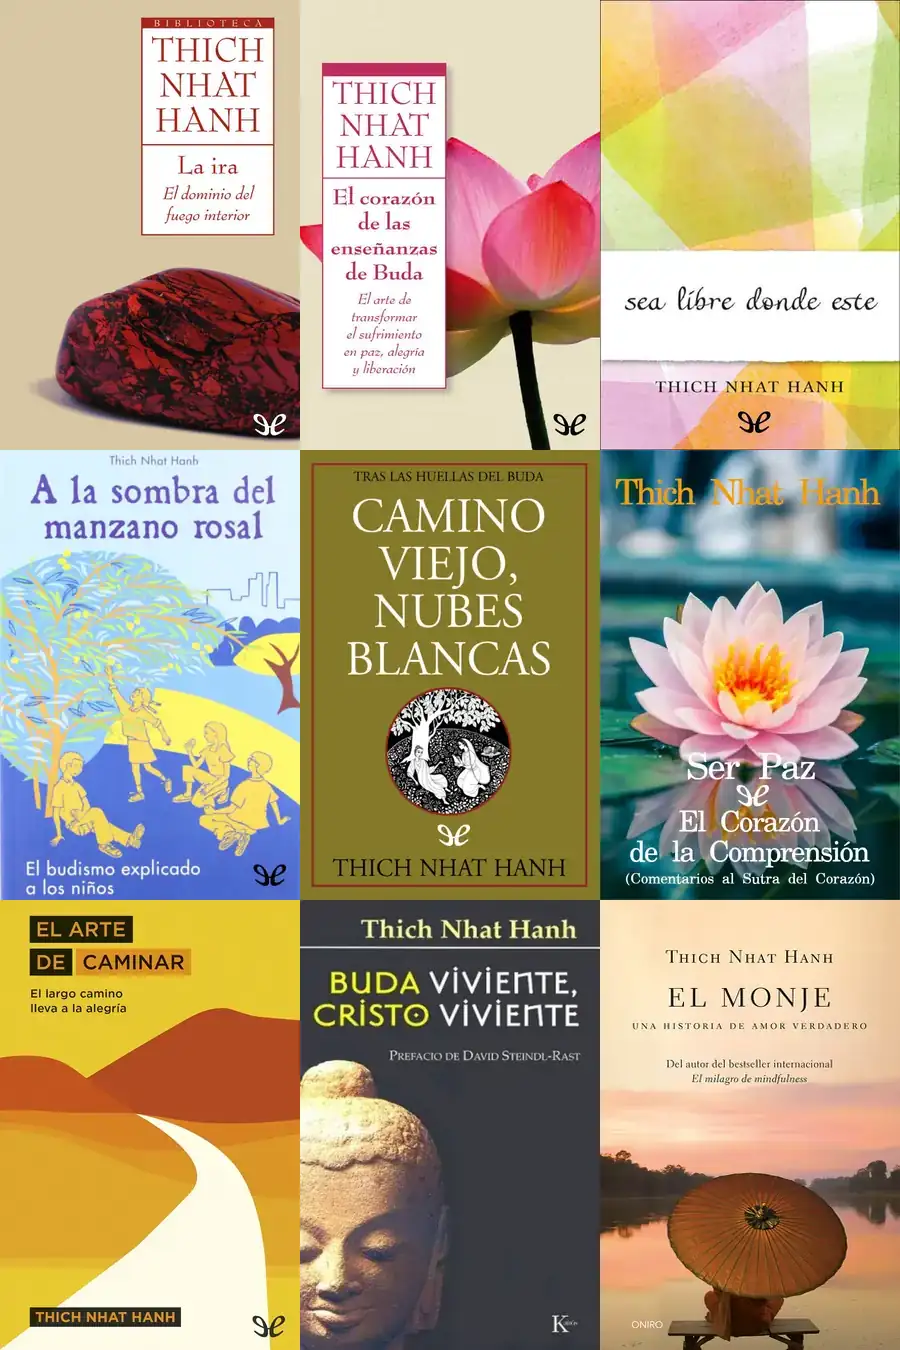 BIBLIOTECA
THICH
NHAT
HANH
La ira
El dominio del
fuego interior
THICH
NHAT
HANH
El corazón
de las
enseñanzas
de Buda
El arte de
transformar
el sufrimiento
en paz, alegría
y liberación
sea libre donde este
THICH NHAT HANH
Thich Nhat Hanh
A la sombra del
manzano rosal
El budismo explicado
a los niños
TRAS LAS HUELLAS DEL BUDA
CAMINO
VIEJO,
NUBES
BLANCAS
THICH NHAT HANH
Thich Nhat Hanh
Ser Paz
El Corazón
de la Comprensión
(Comentarios al Sutra del Corazón)
EL ARTE
DE CAMINAR
El largo camino
lleva a la alegría
THICH NHAT HANH
Thich Nhat Hanh
BUDA VIVIENTE,
CRISTO VIVIENTE
PREFACIO DE DAVID STEINDL-RAST
Kairós
THICH NHAT HANH
EL MONJE
UNA HISTORIA DE AMOR VERDADERO
Del autor del bestseller internacional
El milagro de mindfulness
ONIRO